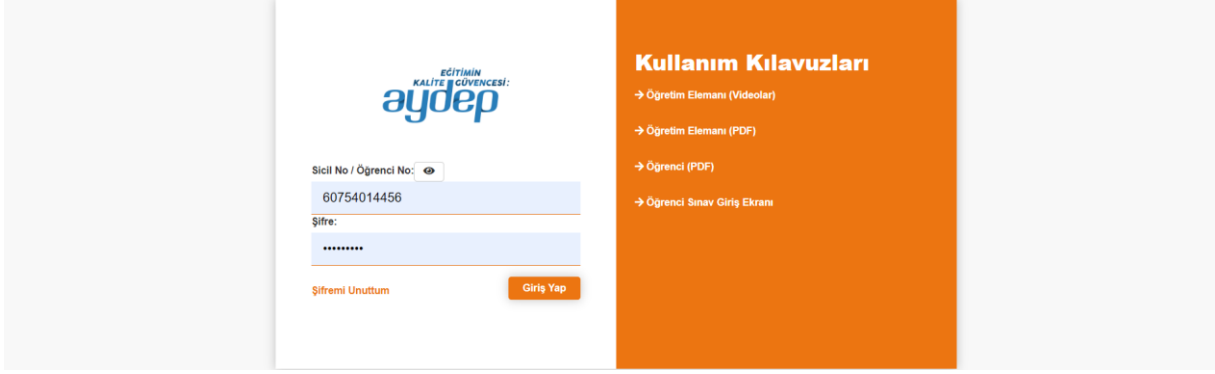 EĞİTİMİN
KALİTE GÜVENCESİ:
aydep
Sicil No / Öğrenci No:
60754014456
Şifre:
•••••••••
Şifremi Unuttum
Giriş Yap
Kullanım Kılavuzları
→ Öğretim Elemanı (Videolar)
→ Öğretim Elemanı (PDF)
→ Öğrenci (PDF)
→ Öğrenci Sınav Giriş Ekranı